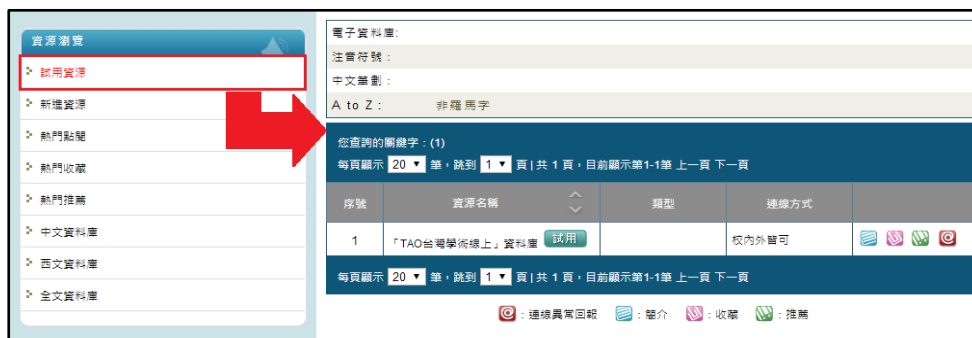 資源瀏覽
試用資源
新進資源
熱門點閱
熱門收藏
熱門推薦
中文資料庫
西文資料庫
全文資料庫
電子資料庫:
注音符號：
中文筆劃：
A to Z： 非羅馬字
您查詢的關鍵字：(1)
每頁顯示 20 筆，跳到 1 頁 | 共 1 頁，目前顯示第1-1筆 上一頁 下一頁
序號 資源名稱 類型 連線方式
1 「TAO台灣學術線上」資料庫 試用 校內外皆可
每頁顯示 20 筆，跳到 1 頁 | 共 1 頁，目前顯示第1-1筆 上一頁 下一頁
：連線異常回報 ：簡介 ：收藏 ：推薦